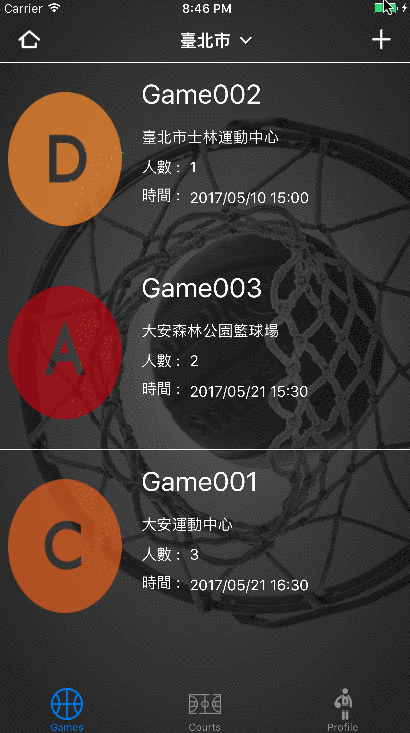 Carrier 8:46 PM
臺北市
Game002
D
臺北市士林運動中心
人數： 1
時間： 2017/05/10 15:00
Game003
A
大安森林公園籃球場
人數： 2
時間： 2017/05/21 15:30
Game001
C
大安運動中心
人數： 3
時間： 2017/05/21 16:30
Games Courts Profile